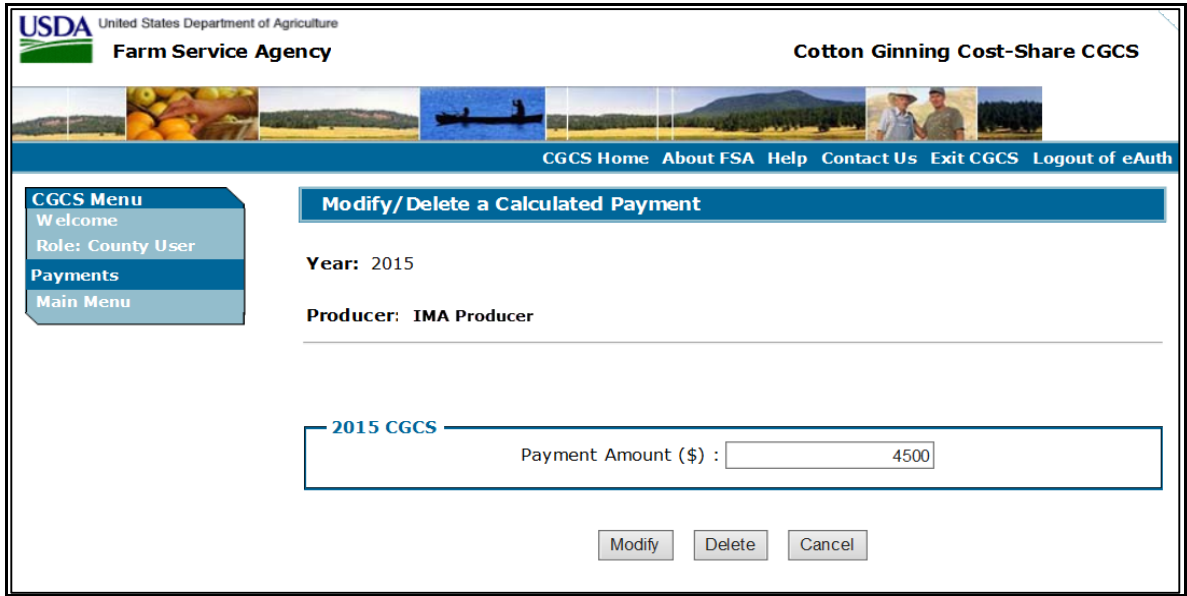 USDA United States Department of Agriculture
Farm Service Agency
Cotton Ginning Cost-Share CGCS
CGCS Home About FSA Help Contact Us Exit CGCS Logout of eAuth
CGCS Menu
Welcome
Role: County User
Payments
Main Menu
Modify/Delete a Calculated Payment
Year: 2015
Producer: IMA Producer
2015 CGCS
Payment Amount ($) : 4500
Modify Delete Cancel